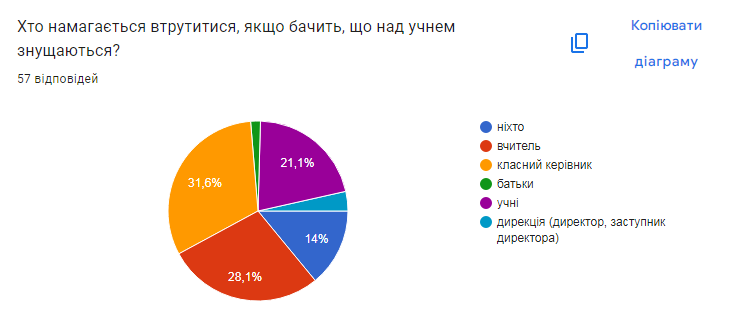 Хто намагається втрутитися, якщо бачить, що над учнем
знущаються?
57 відповідей
Копіювати
діаграму
31,6%
21,1%
14%
28,1%
ніхто
вчитель
класний керівник
батьки
учні
дирекція (директор, заступник
директора)